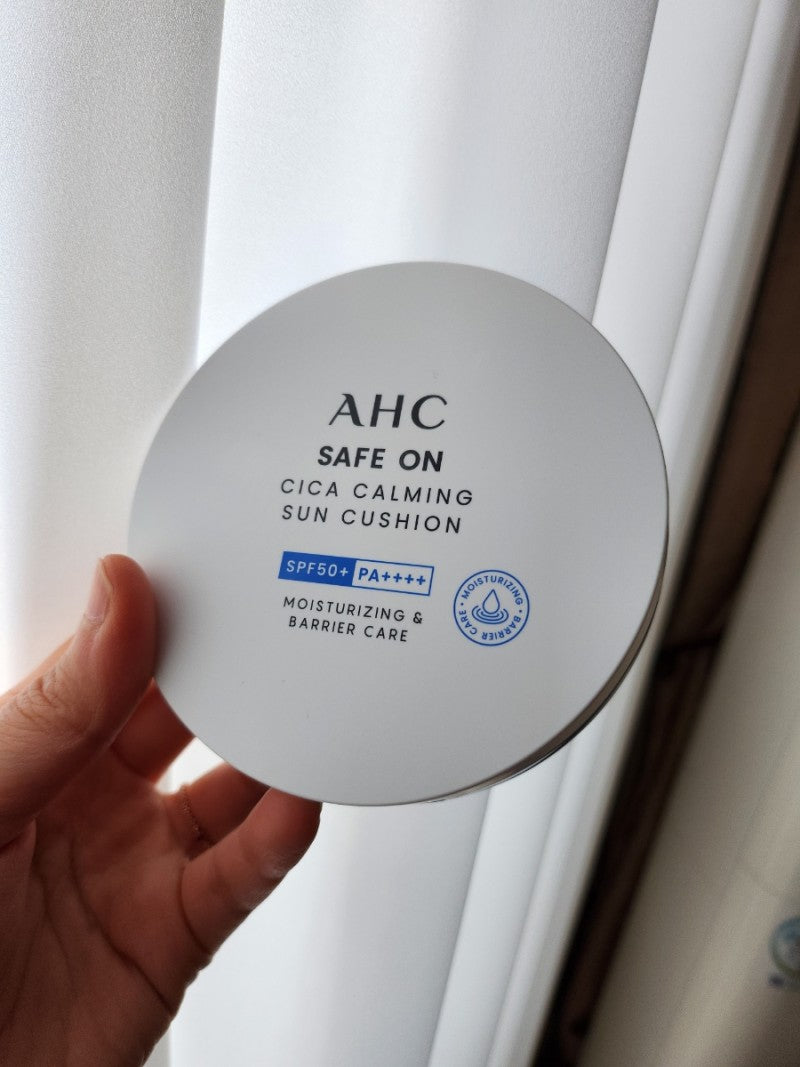 AHC
SAFE ON
CICA CALMING
SUN CUSHION
SPF50+ PA++++
MOISTURIZING &
BARRIER CARE
• MOISTURIZING •
BARRIER CARE